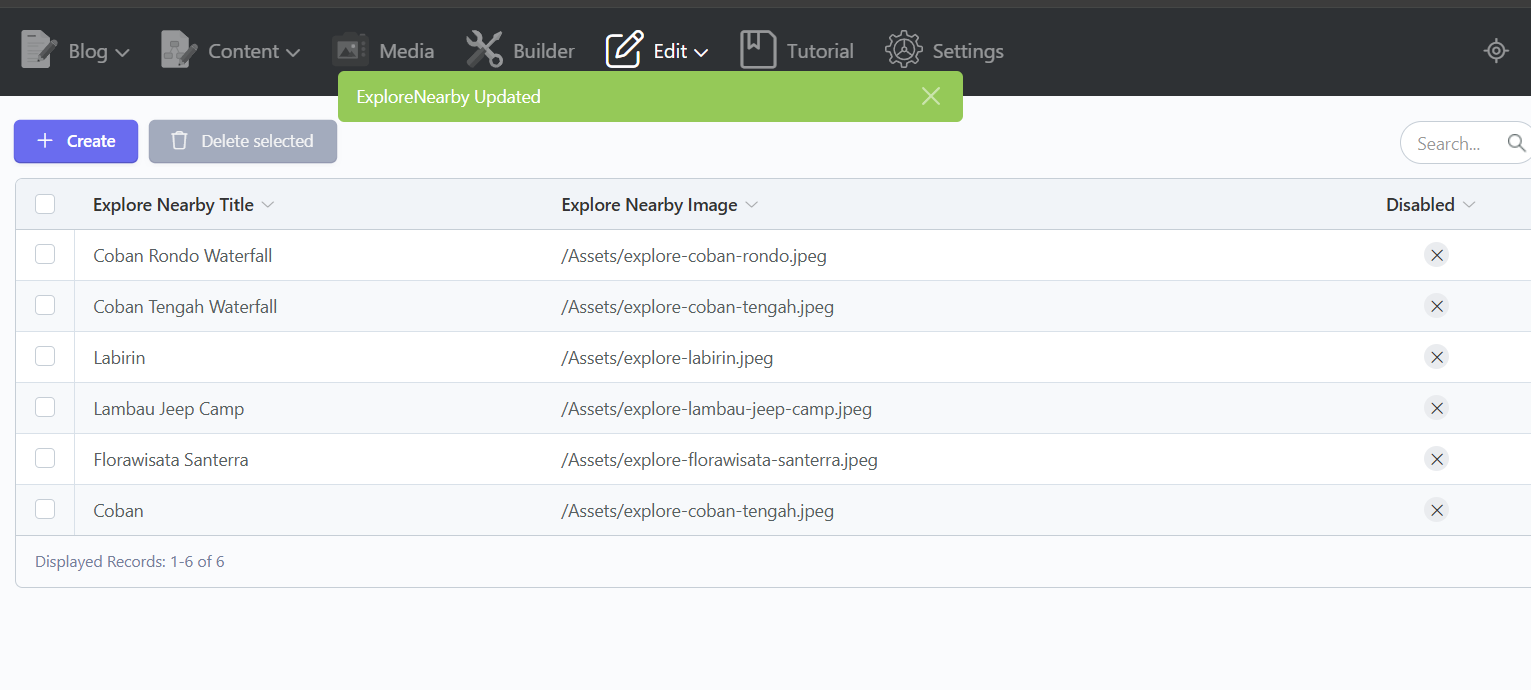 Blog Content Media Builder Edit Tutorial Settings
ExploreNearby Updated
Create Delete selected Search...
Explore Nearby Title Explore Nearby Image Disabled
Coban Rondo Waterfall /Assets/explore-coban-rondo.jpeg
Coban Tengah Waterfall /Assets/explore-coban-tengah.jpeg
Labirin /Assets/explore-labirin.jpeg
Lambau Jeep Camp /Assets/explore-lambau-jeep-camp.jpeg
Florawisata Santerra /Assets/explore-florawisata-santerra.jpeg
Coban /Assets/explore-coban-tengah.jpeg
Displayed Records: 1-6 of 6